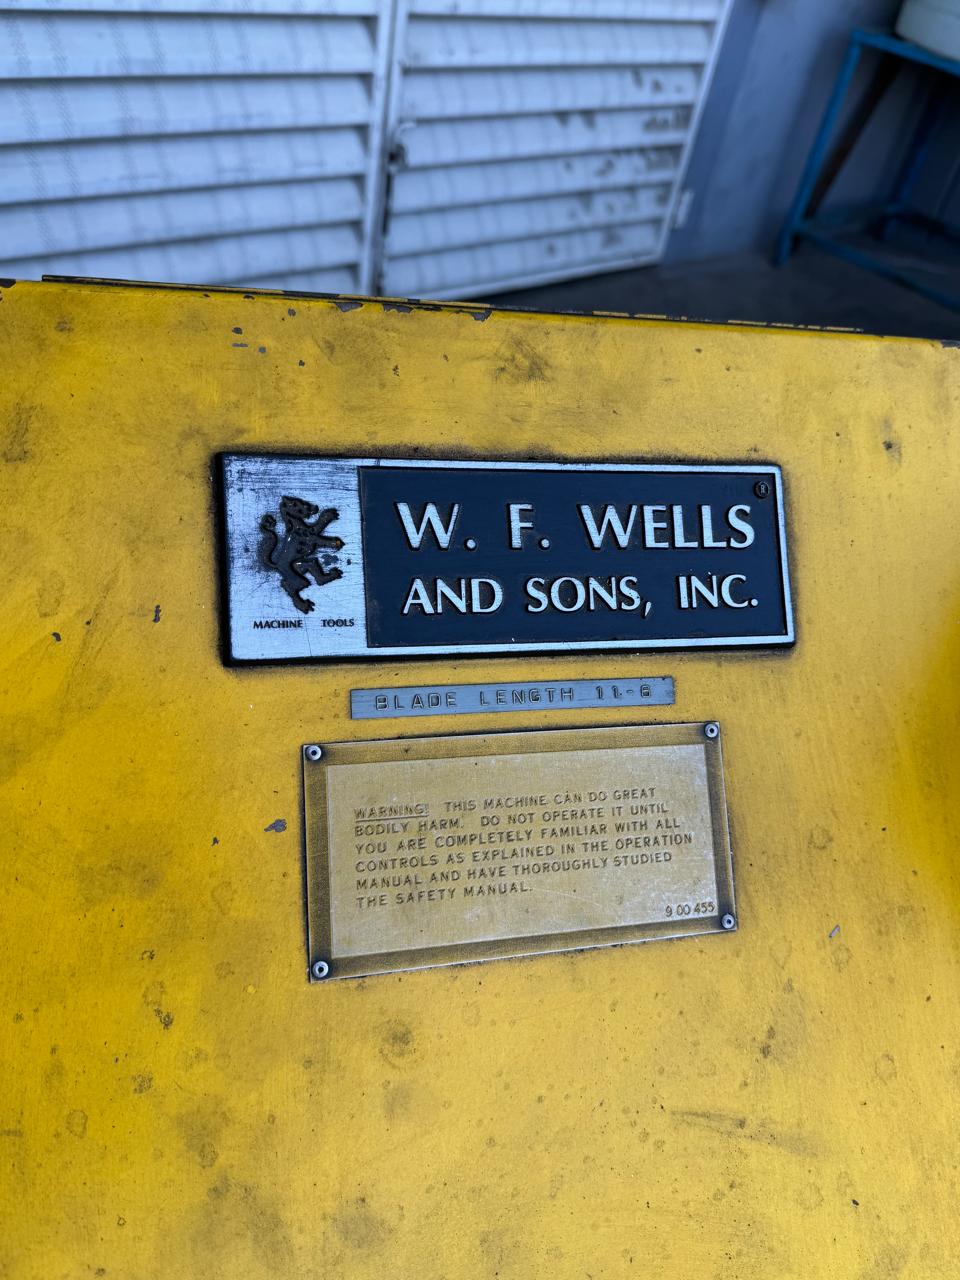 W. F. WELLS
AND SONS, INC.
®
MACHINE TOOLS
BLADE LENGTH 11-6
WARNING! THIS MACHINE CAN DO GREAT
BODILY HARM. DO NOT OPERATE IT UNTIL
YOU ARE COMPLETELY FAMILIAR WITH ALL
CONTROLS AS EXPLAINED IN THE OPERATION
MANUAL AND HAVE THOROUGHLY STUDIED
THE SAFETY MANUAL.
9 00 455